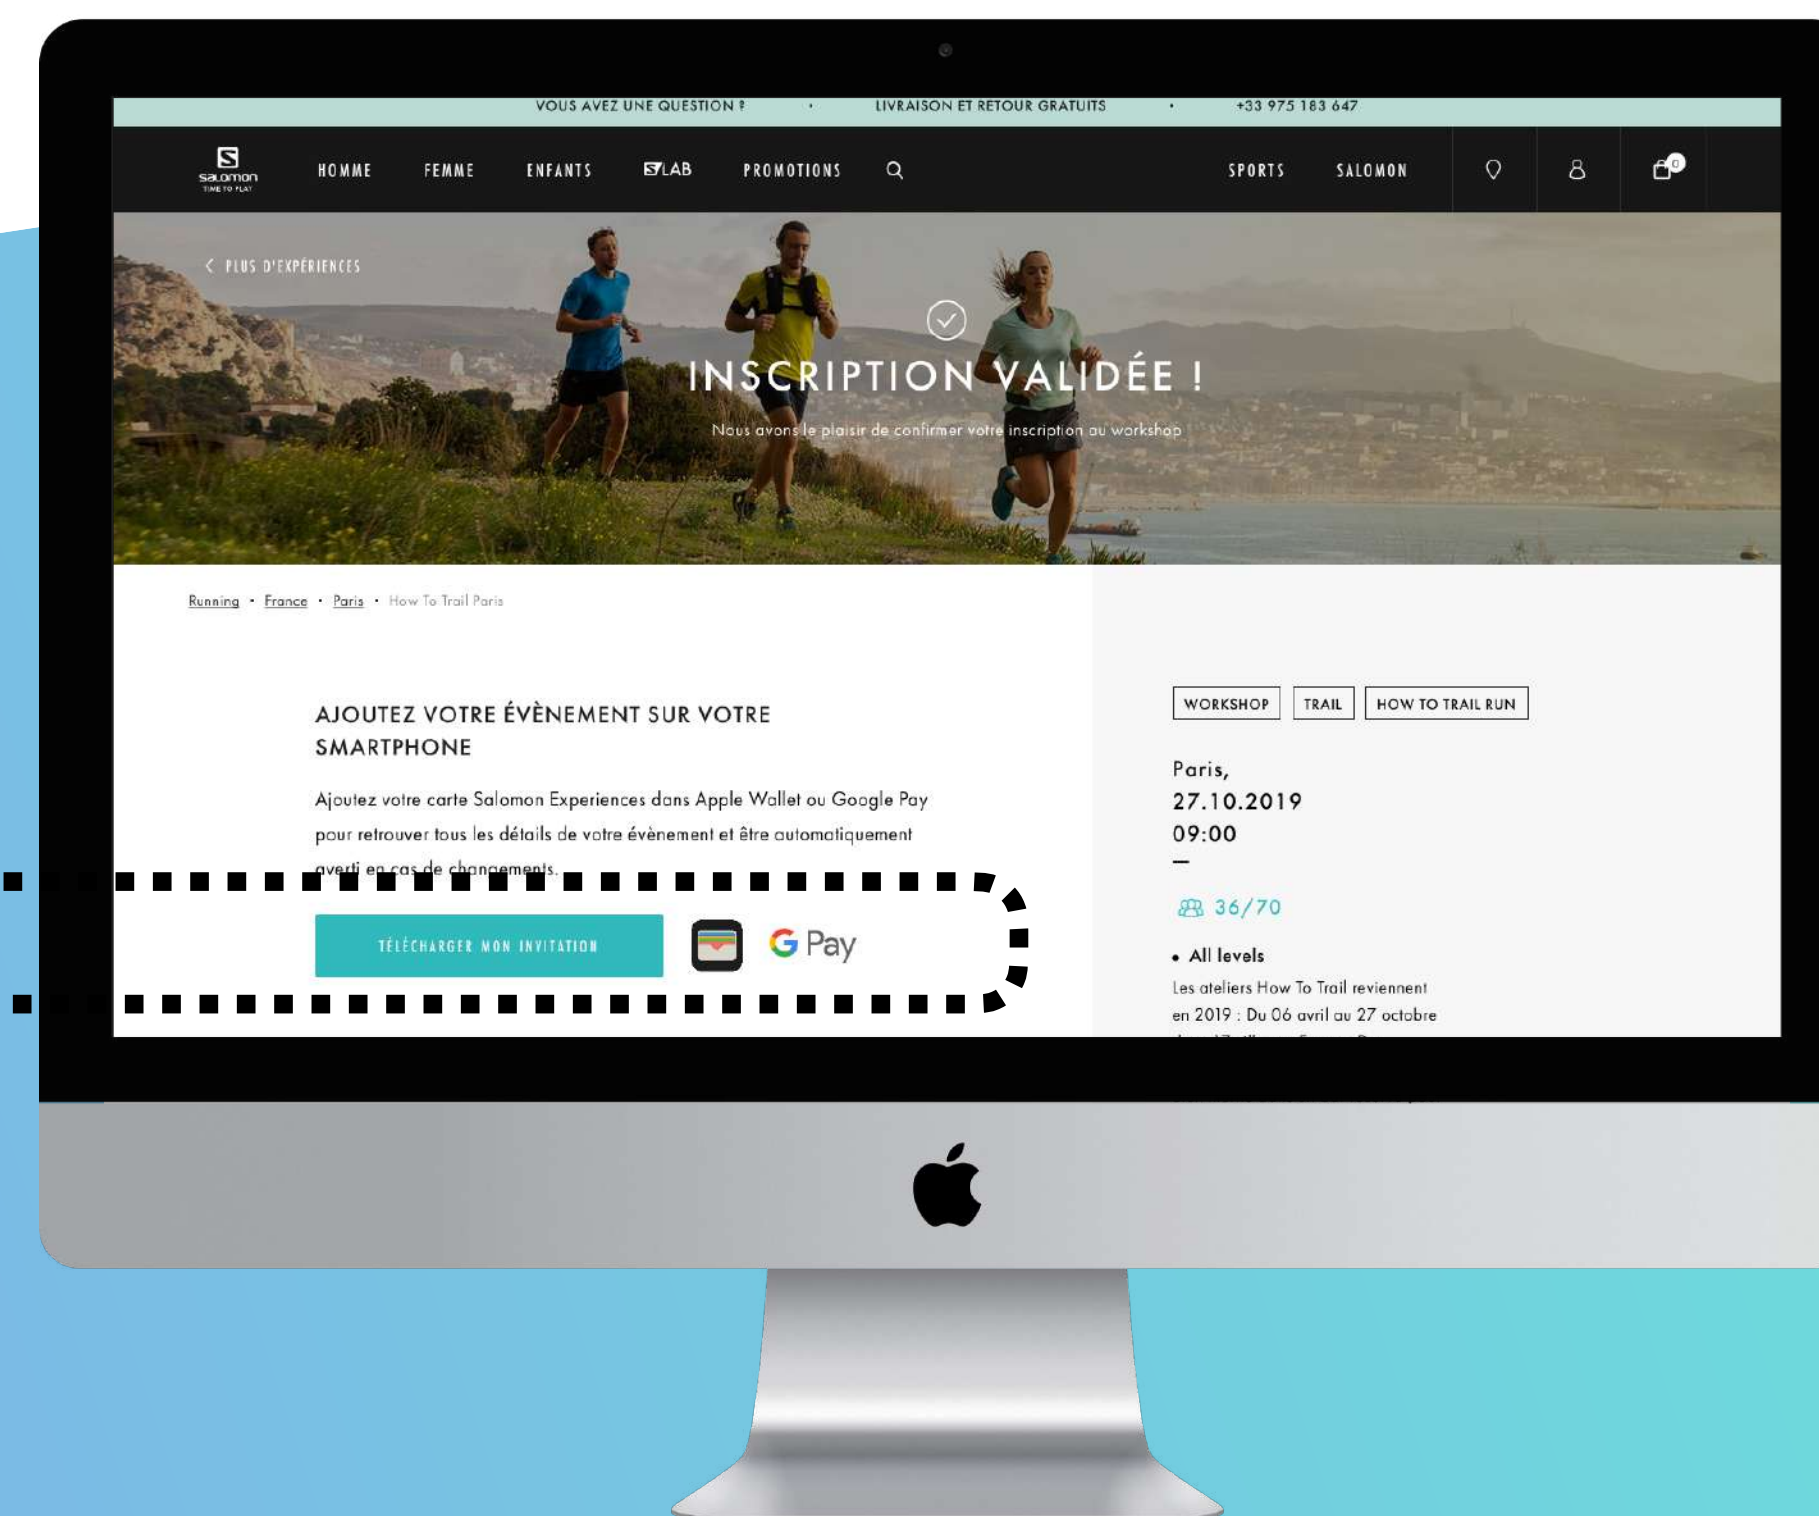 VOUS AVEZ UNE QUESTION ? · LIVRAISON ET RETOUR GRATUITS · +33 975 183 647
salomon
TIME TO PLAY
HOMME FEMME ENFANTS S/LAB PROMOTIONS SPORTS SALOMON 0
< PLUS D'EXPÉRIENCES
INSCRIPTION VALIDÉE !
Nous avons le plaisir de confirmer votre inscription au workshop
Running · France · Paris · How To Trail Paris
AJOUTEZ VOTRE ÉVÈNEMENT SUR VOTRE
SMARTPHONE
Ajoutez votre carte Salomon Experiences dans Apple Wallet ou Google Pay
pour retrouver tous les détails de votre évènement et être automatiquement
averti en cas de changements.
TÉLÉCHARGER MON INVITATION
G Pay
WORKSHOP TRAIL HOW TO TRAIL RUN
Paris,
27.10.2019
09:00
—
36/70
• All levels
Les ateliers How To Trail reviennent
en 2019 : Du 06 avril au 27 octobre